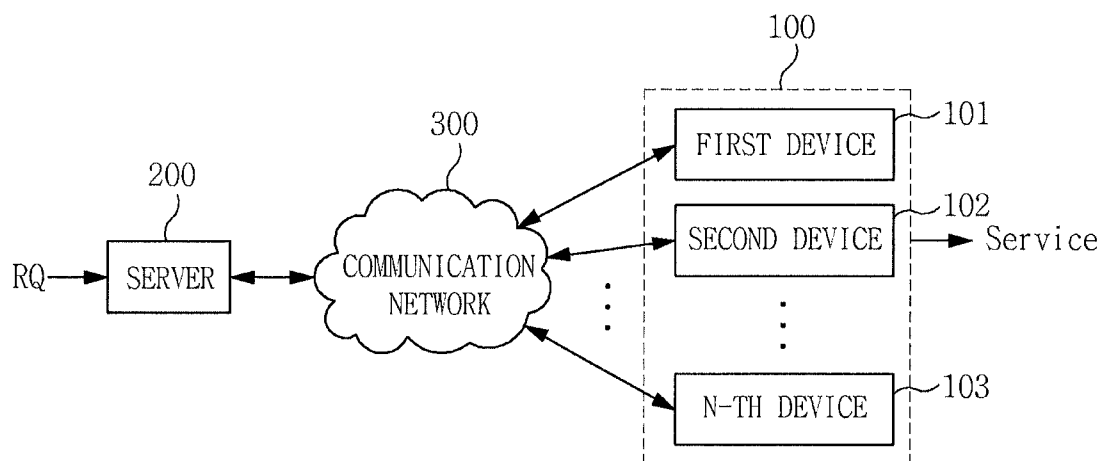 100
101
FIRST DEVICE
300
200
102
SECOND DEVICE
Service
RQ
SERVER
COMMUNICATION
NETWORK
103
N-TH DEVICE